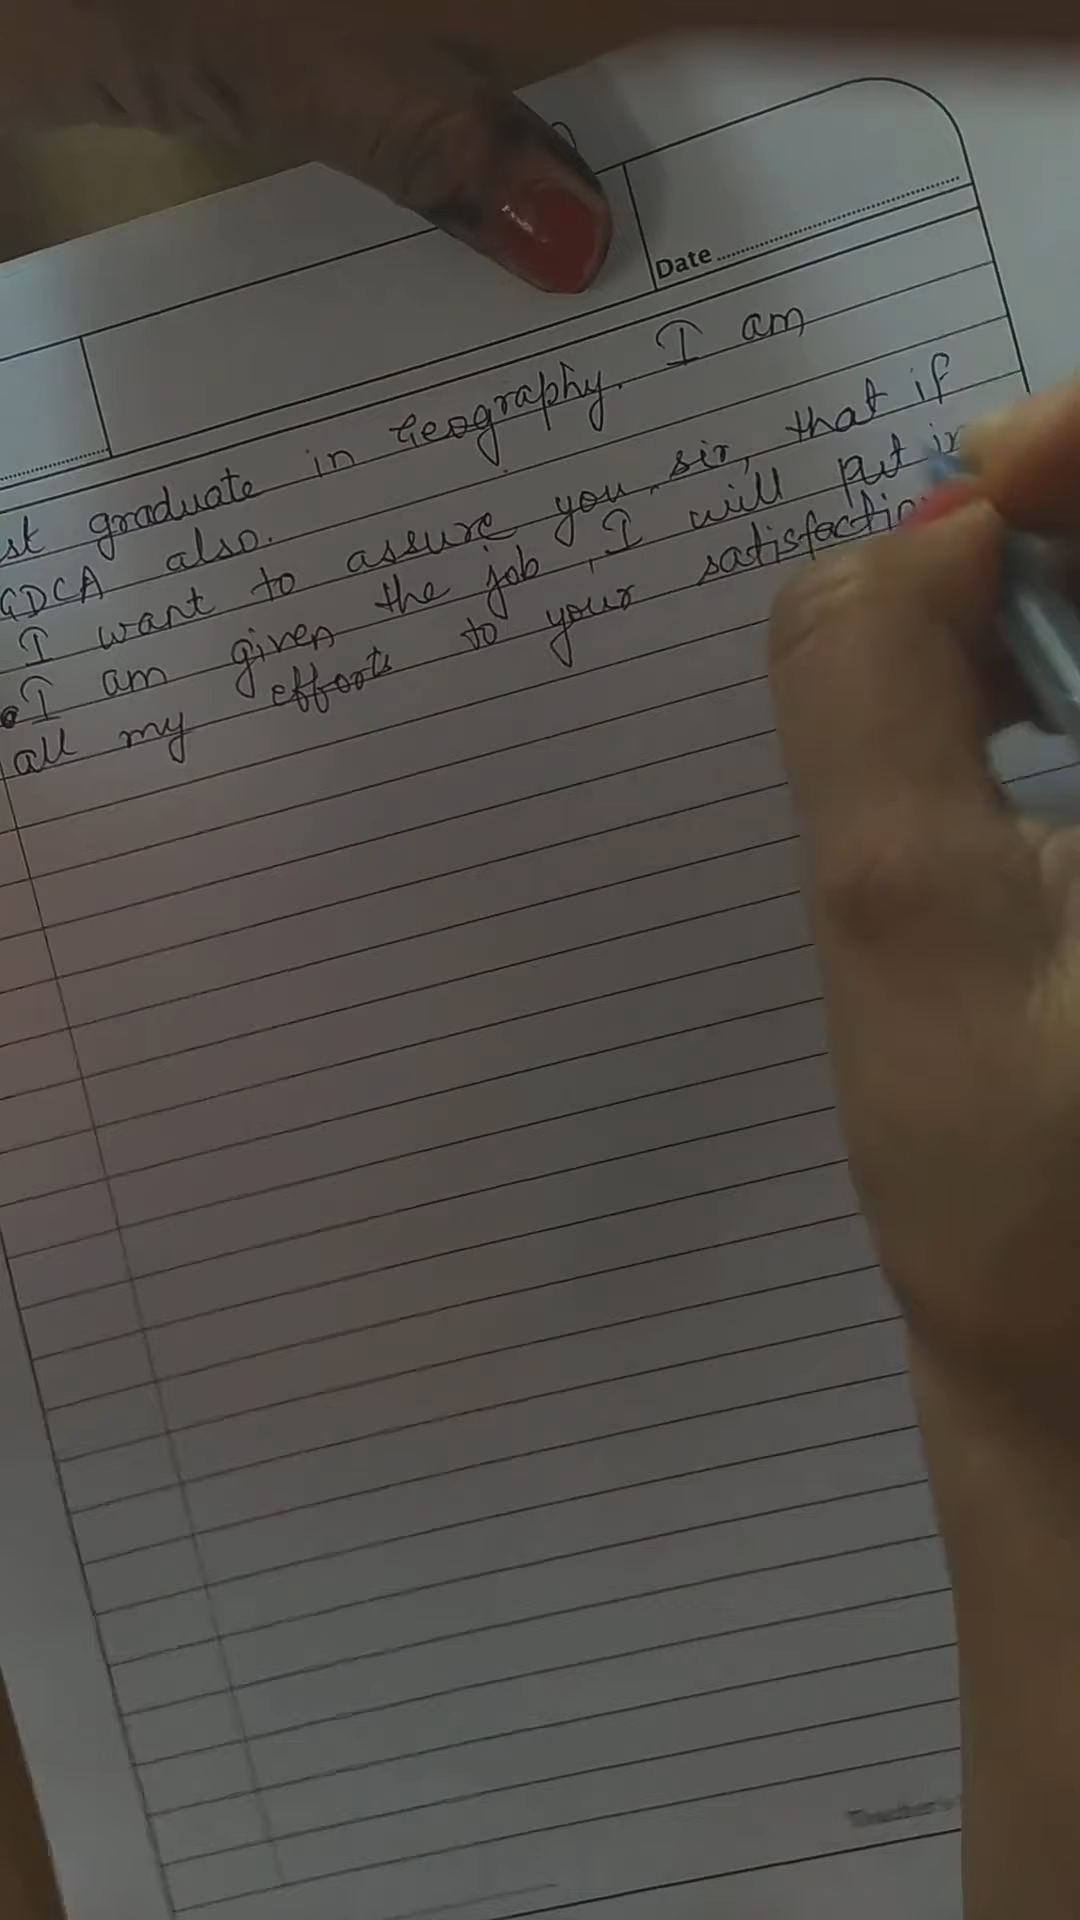 Date
st graduate in Geography. I am
GDCA also.
I want to assure you, sir, that if
I am given the job, I will put in
all my efforts to your satisfaction
Teacher's